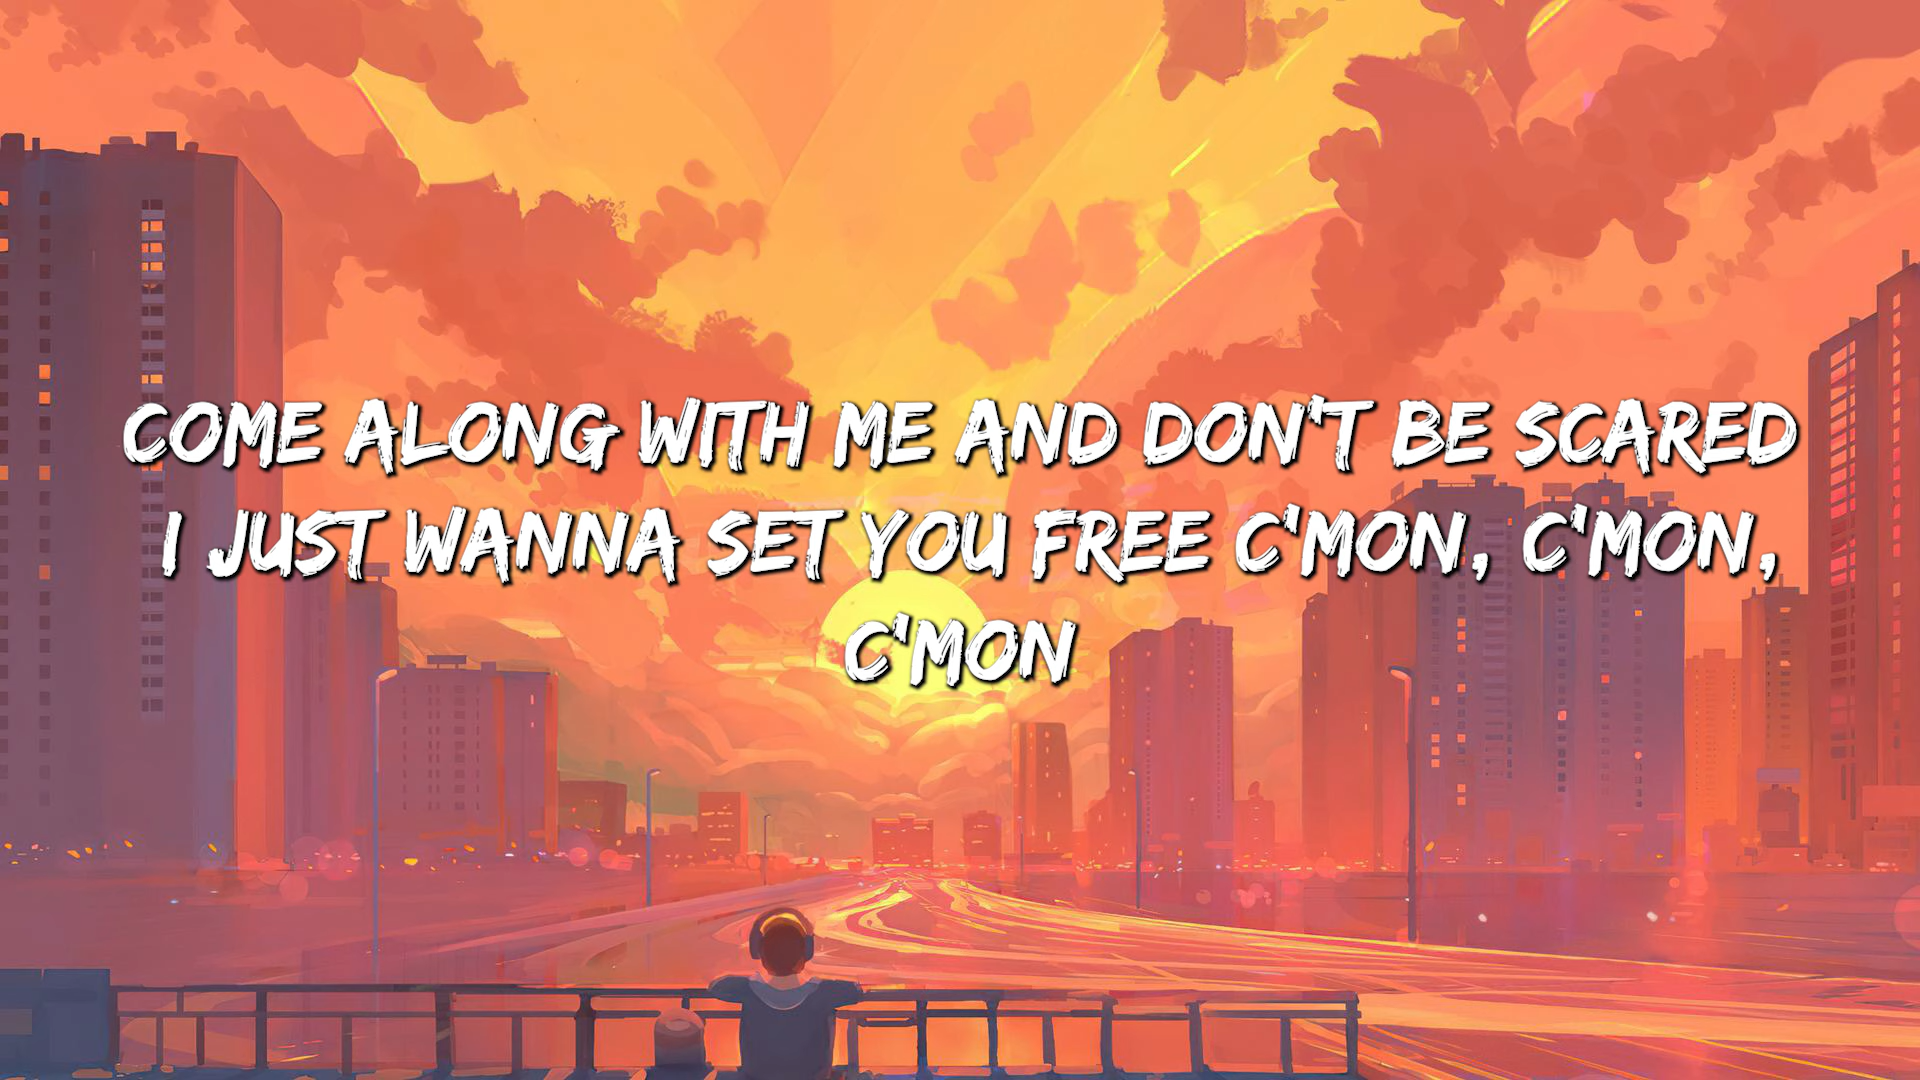 COME ALONG WITH ME AND DON'T BE SCARED
I JUST WANNA SET YOU FREE C'MON, C'MON,
C'MON